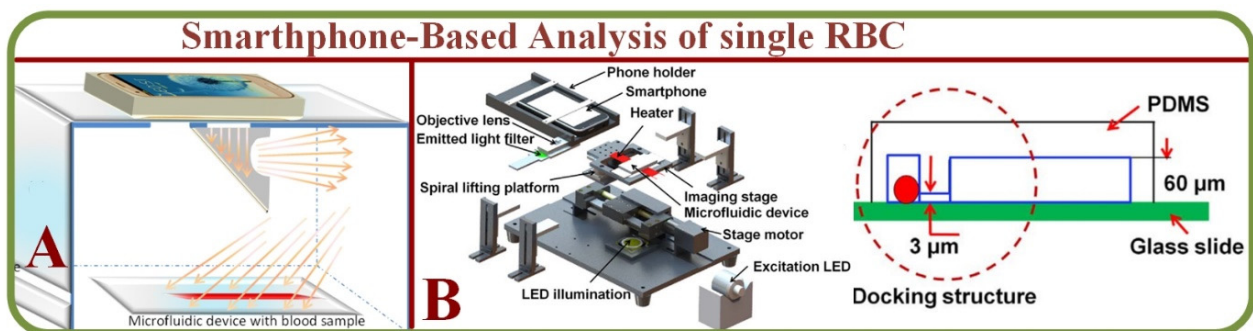 Smarthphone-Based Analysis of single RBC
A
Microfluidic device with blood sample
B
Phone holder
Smartphone
Objective lens
Heater
Emitted light filter
Spiral lifting platform
Imaging stage
Microfluidic device
Stage motor
Excitation LED
LED illumination
PDMS
60 µm
3 µm
Glass slide
Docking structure